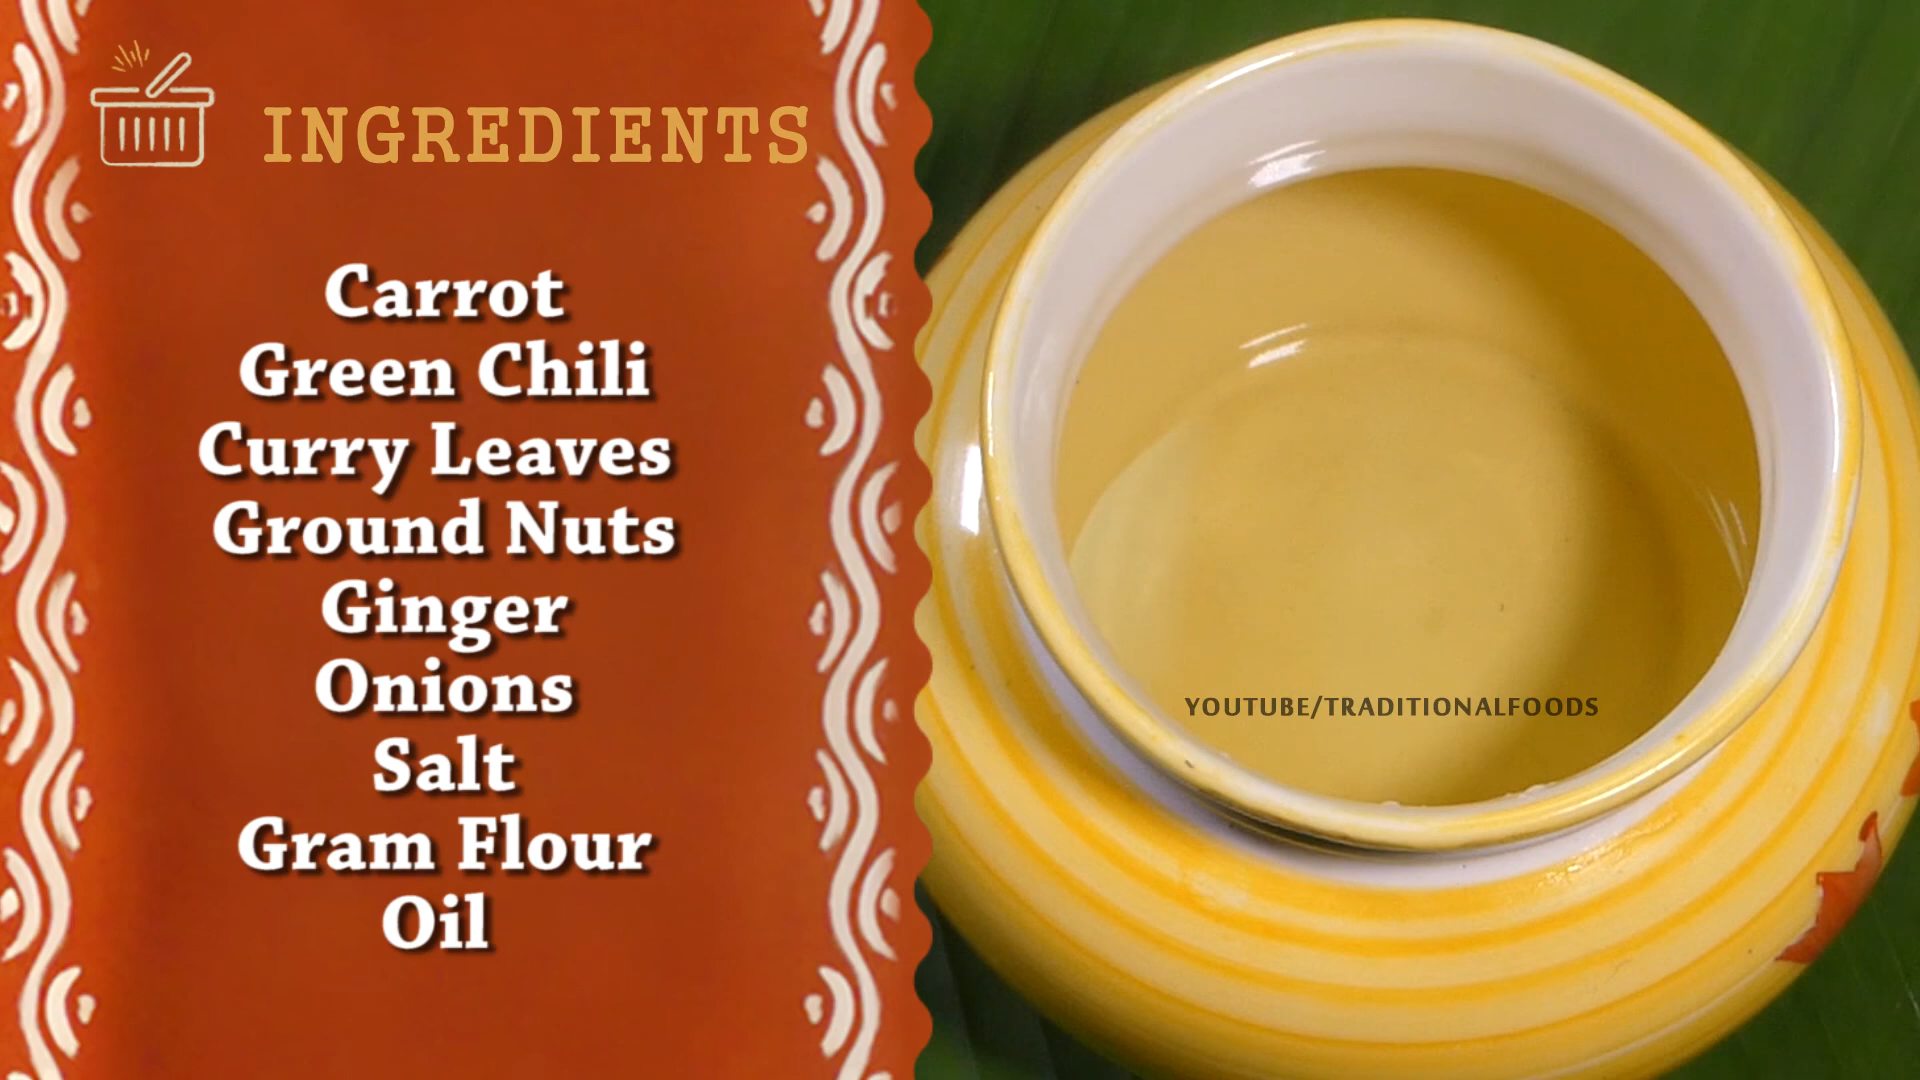 INGREDIENTS
Carrot
Green Chili
Curry Leaves
Ground Nuts
Ginger
Onions
Salt
Gram Flour
Oil
YOUTUBE/TRADITIONALFOODS